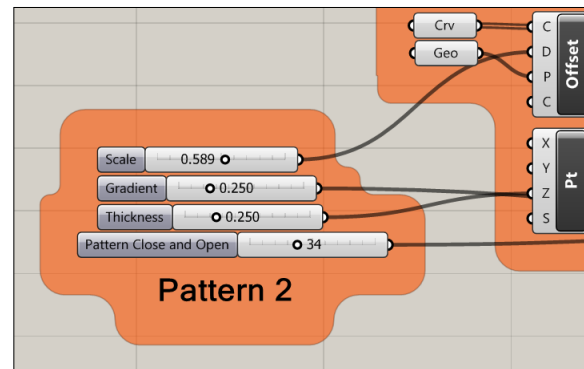 Crv
Geo
C
D
P
C
Offset
X
Y
Z
S
Pt
Scale 0.589
Gradient 0.250
Thickness 0.250
Pattern Close and Open 34
Pattern 2